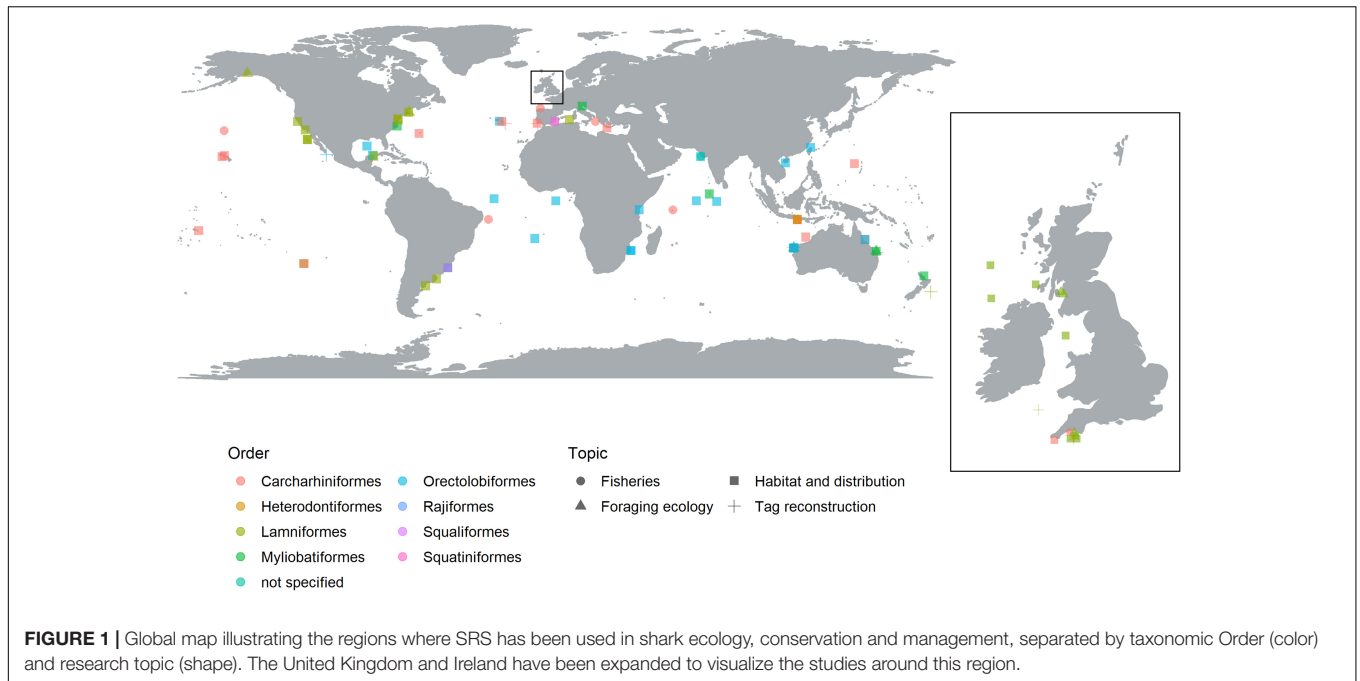 Order
Topic
Carcharhiniformes
Orectolobiformes
Fisheries
Habitat and distribution
Heterodontiformes
Rajiformes
Foraging ecology
Tag reconstruction
Lamniformes
Squaliformes
Myliobatiformes
Squatiniformes
not specified
FIGURE 1 | Global map illustrating the regions where SRS has been used in shark ecology, conservation and management, separated by taxonomic Order (color)
and research topic (shape). The United Kingdom and Ireland have been expanded to visualize the studies around this region.